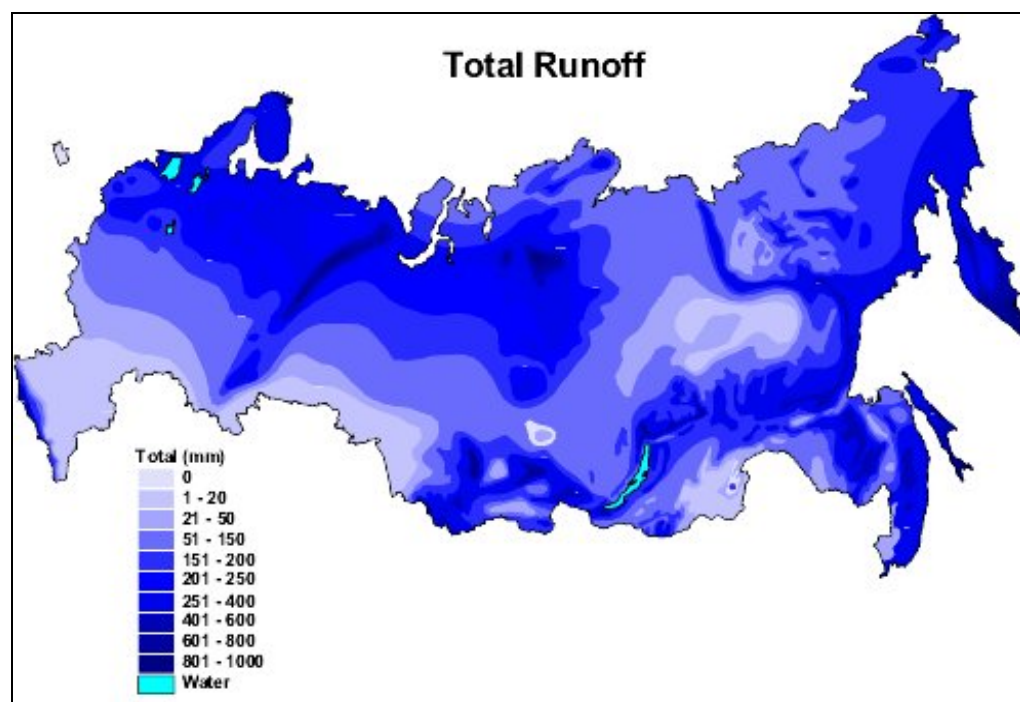 Total Runoff
Total (mm)
0
1 - 20
21 - 50
51 - 150
151 - 200
201 - 250
251 - 400
401 - 600
601 - 800
801 - 1000
Water